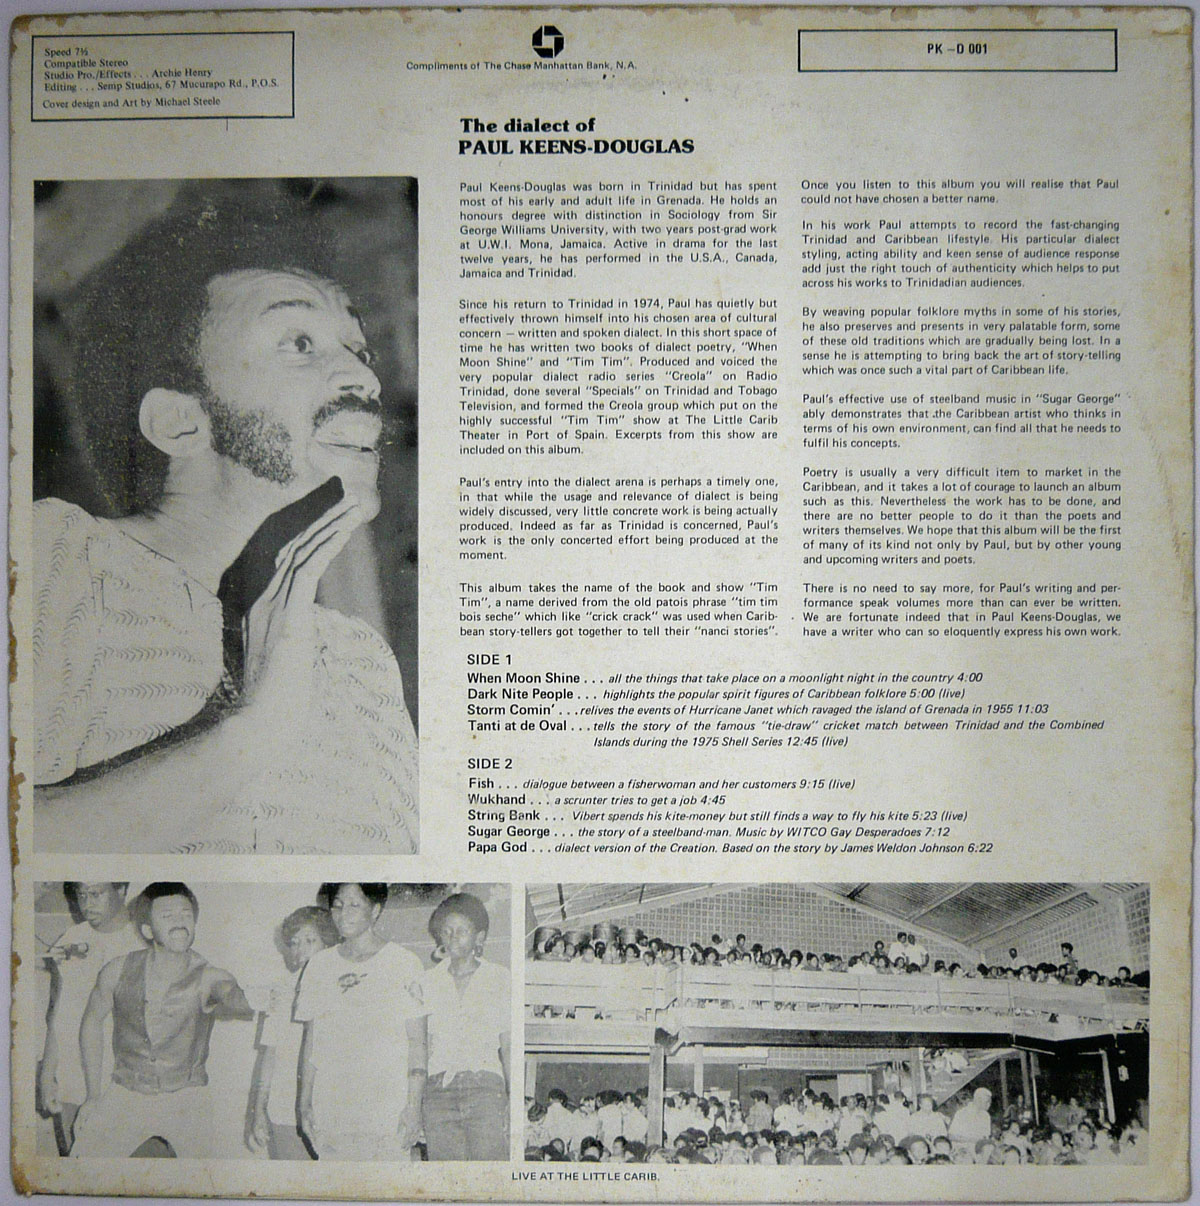 Speed 7½
Compatible Stereo
Studio Pro./Effects . . . Archie Henry
Editing . . . Semp Studios, 67 Mucurapo Rd., P.O.S.
Cover design and Art by Michael Steele
Compliments of The Chase Manhattan Bank, N.A.
PK –D 001
The dialect of
PAUL KEENS-DOUGLAS
Paul Keens-Douglas was born in Trinidad but has spent
most of his early and adult life in Grenada. He holds an
honours degree with distinction in Sociology from Sir
George Williams University, with two years post-grad work
at U.W.I. Mona, Jamaica. Active in drama for the last
twelve years, he has performed in the U.S.A., Canada,
Jamaica and Trinidad.
Since his return to Trinidad in 1974, Paul has quietly but
effectively thrown himself into his chosen area of cultural
concern – written and spoken dialect. In this short space of
time he has written two books of dialect poetry, "When
Moon Shine" and "Tim Tim". Produced and voiced the
very popular dialect radio series "Creola" on Radio
Trinidad, done several "Specials" on Trinidad and Tobago
Television, and formed the Creola group which put on the
highly successful "Tim Tim" show at The Little Carib
Theater in Port of Spain. Excerpts from this show are
included on this album.
Paul's entry into the dialect arena is perhaps a timely one,
in that while the usage and relevance of dialect is being
widely discussed, very little concrete work is being actually
produced. Indeed as far as Trinidad is concerned, Paul's
work is the only concerted effort being produced at the
moment.
This album takes the name of the book and show "Tim
Tim", a name derived from the old patois phrase "tim tim
bois seche" which like "crick crack" was used when Carib-
bean story-tellers got together to tell their "nanci stories".
Once you listen to this album you will realise that Paul
could not have chosen a better name.
In his work Paul attempts to record the fast-changing
Trinidad and Caribbean lifestyle. His particular dialect
styling, acting ability and keen sense of audience response
add just the right touch of authenticity which helps to put
across his works to Trinidadian audiences.
By weaving popular folklore myths in some of his stories,
he also preserves and presents in very palatable form, some
of these old traditions which are gradually being lost. In a
sense he is attempting to bring back the art of story-telling
which was once such a vital part of Caribbean life.
Paul's effective use of steelband music in "Sugar George"
ably demonstrates that the Caribbean artist who thinks in
terms of his own environment, can find all that he needs to
fulfil his concepts.
Poetry is usually a very difficult item to market in the
Caribbean, and it takes a lot of courage to launch an album
such as this. Nevertheless the work has to be done, and
there are no better people to do it than the poets and
writers themselves. We hope that this album will be the first
of many of its kind not only by Paul, but by other young
and upcoming writers and poets.
There is no need to say more, for Paul's writing and per-
formance speak volumes more than can ever be written.
We are fortunate indeed that in Paul Keens-Douglas, we
have a writer who can so eloquently express his own work.
SIDE 1
When Moon Shine . . . all the things that take place on a moonlight night in the country 4:00
Dark Nite People . . . highlights the popular spirit figures of Caribbean folklore 5:00 (live)
Storm Comin' . . .relives the events of Hurricane Janet which ravaged the island of Grenada in 1955 11:03
Tanti at de Oval . . . tells the story of the famous "tie-draw" cricket match between Trinidad and the Combined
Islands during the 1975 Shell Series 12:45 (live)
SIDE 2
Fish . . . dialogue between a fisherwoman and her customers 9:15 (live)
Wukhand . . . a scrunter tries to get a job 4:45
String Bank . . . Vibert spends his kite-money but still finds a way to fly his kite 5:23 (live)
Sugar George . . . the story of a steelband-man. Music by WITCO Gay Desperadoes 7:12
Papa God . . . dialect version of the Creation. Based on the story by James Weldon Johnson 6:22
LIVE AT THE LITTLE CARIB.